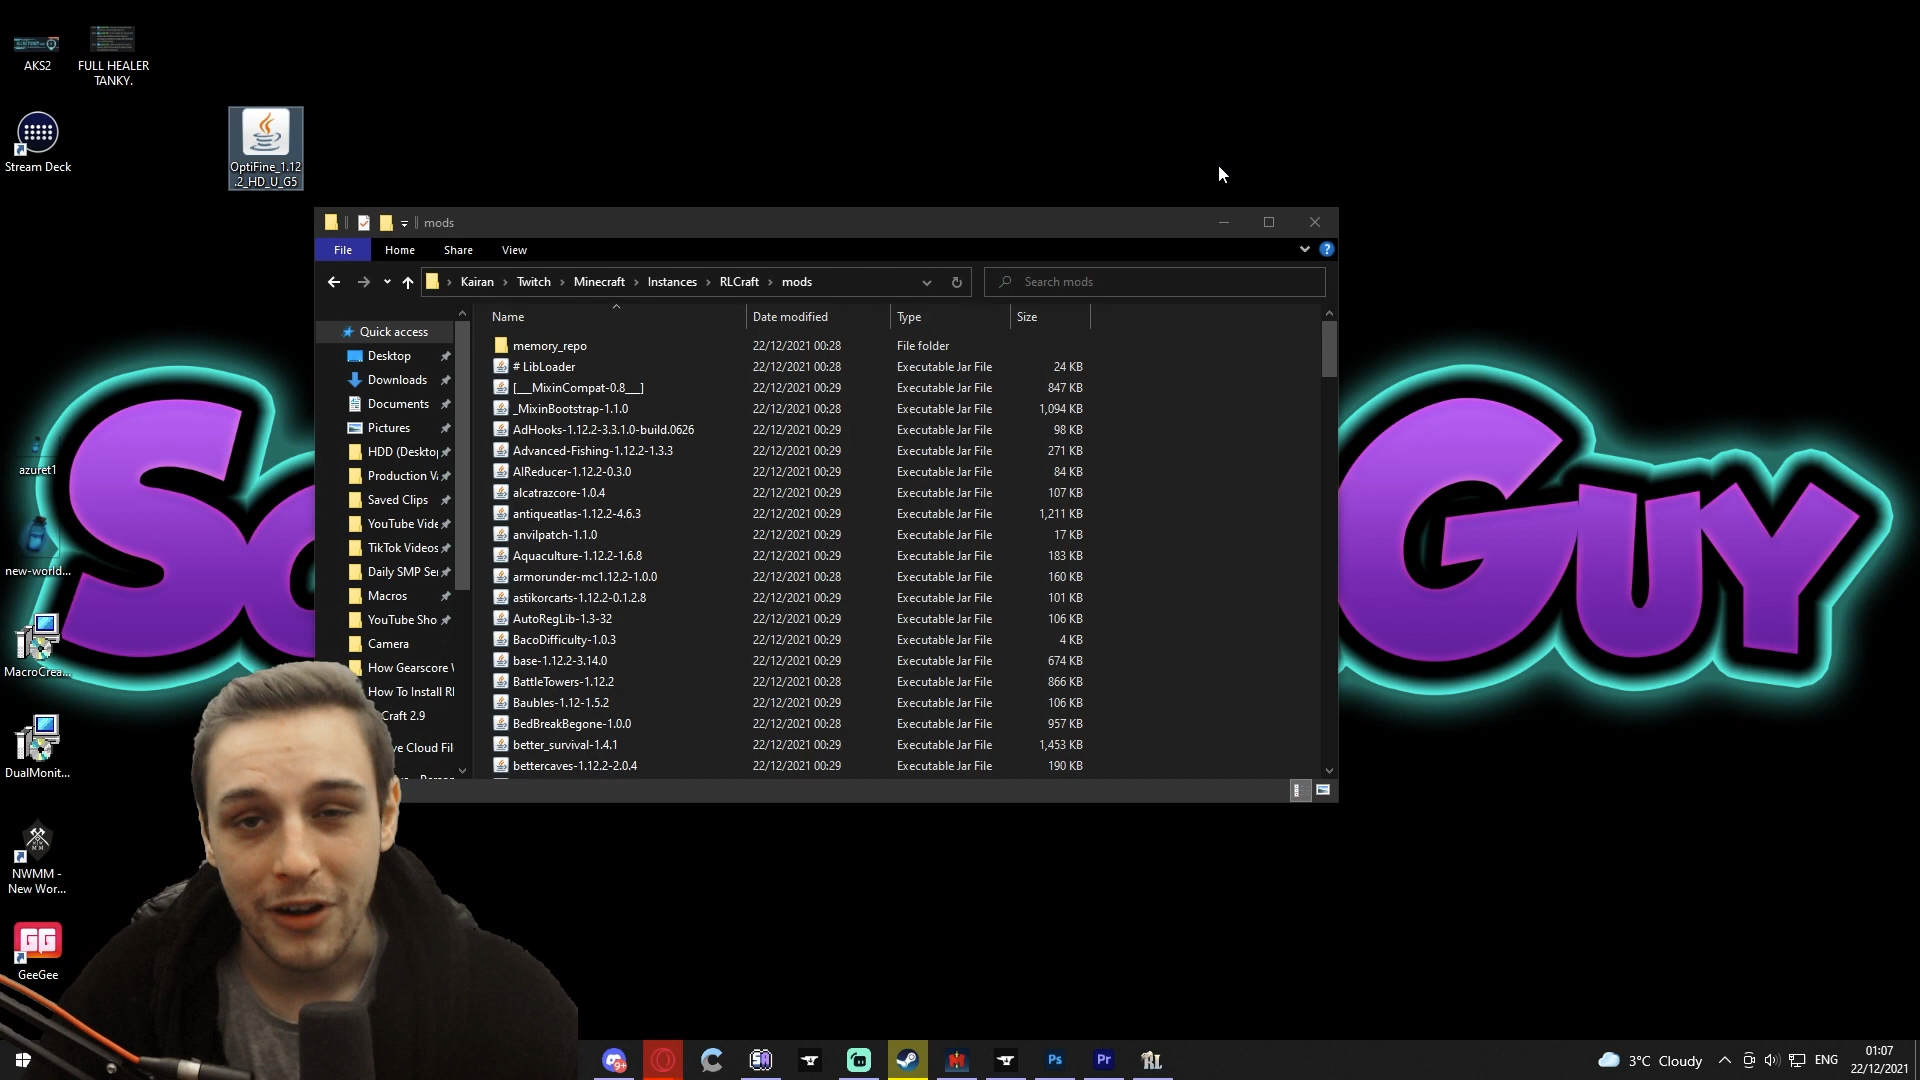 AKS2
FULL HEALER
TANKY.
Stream Deck
OptiFine_1.12
.2_HD_U_G5
mods
File
Home
Share
View
Kairan
Twitch
Minecraft
Instances
RLCraft
mods
Search mods
Name
Date modified
Type
Size
Quick access
Desktop
Downloads
Documents
Pictures
HDD (Desktop
Production V
Saved Clips
YouTube Vide
TikTok Videos
Daily SMP Ser
Macros
YouTube Sho
Camera
How Gearscore W
How To Install Rl
Craft 2.9
ve Cloud Fil
memory_repo 22/12/2021 00:28 File folder
# LibLoader 22/12/2021 00:28 Executable Jar File 24 KB
[___MixinCompat-0.8___] 22/12/2021 00:29 Executable Jar File 847 KB
_MixinBootstrap-1.1.0 22/12/2021 00:28 Executable Jar File 1,094 KB
AdHooks-1.12.2-3.3.1.0-build.0626 22/12/2021 00:29 Executable Jar File 98 KB
Advanced-Fishing-1.12.2-1.3.3 22/12/2021 00:29 Executable Jar File 271 KB
AIReducer-1.12.2-0.3.0 22/12/2021 00:29 Executable Jar File 84 KB
alcatrazcore-1.0.4 22/12/2021 00:29 Executable Jar File 107 KB
antiqueatlas-1.12.2-4.6.3 22/12/2021 00:29 Executable Jar File 1,211 KB
anvilpatch-1.1.0 22/12/2021 00:29 Executable Jar File 17 KB
Aquaculture-1.12.2-1.6.8 22/12/2021 00:29 Executable Jar File 183 KB
armorunder-mc1.12.2-1.0.0 22/12/2021 00:28 Executable Jar File 160 KB
astikorcarts-1.12.2-0.1.2.8 22/12/2021 00:29 Executable Jar File 101 KB
AutoRegLib-1.3-32 22/12/2021 00:29 Executable Jar File 106 KB
BacoDifficulty-1.0.3 22/12/2021 00:29 Executable Jar File 4 KB
base-1.12.2-3.14.0 22/12/2021 00:29 Executable Jar File 674 KB
BattleTowers-1.12.2 22/12/2021 00:28 Executable Jar File 866 KB
Baubles-1.12-1.5.2 22/12/2021 00:29 Executable Jar File 106 KB
BedBreakBegone-1.0.0 22/12/2021 00:28 Executable Jar File 957 KB
better_survival-1.4.1 22/12/2021 00:29 Executable Jar File 1,453 KB
bettercaves-1.12.2-2.0.4 22/12/2021 00:29 Executable Jar File 190 KB
azuret1
new-world...
MacroCrea...
DualMonit...
NWMM -
New Wor...
GG
GeeGee
Guy
9+
Ps
Pr
RL
3°C Cloudy
ENG
01:07
22/12/2021